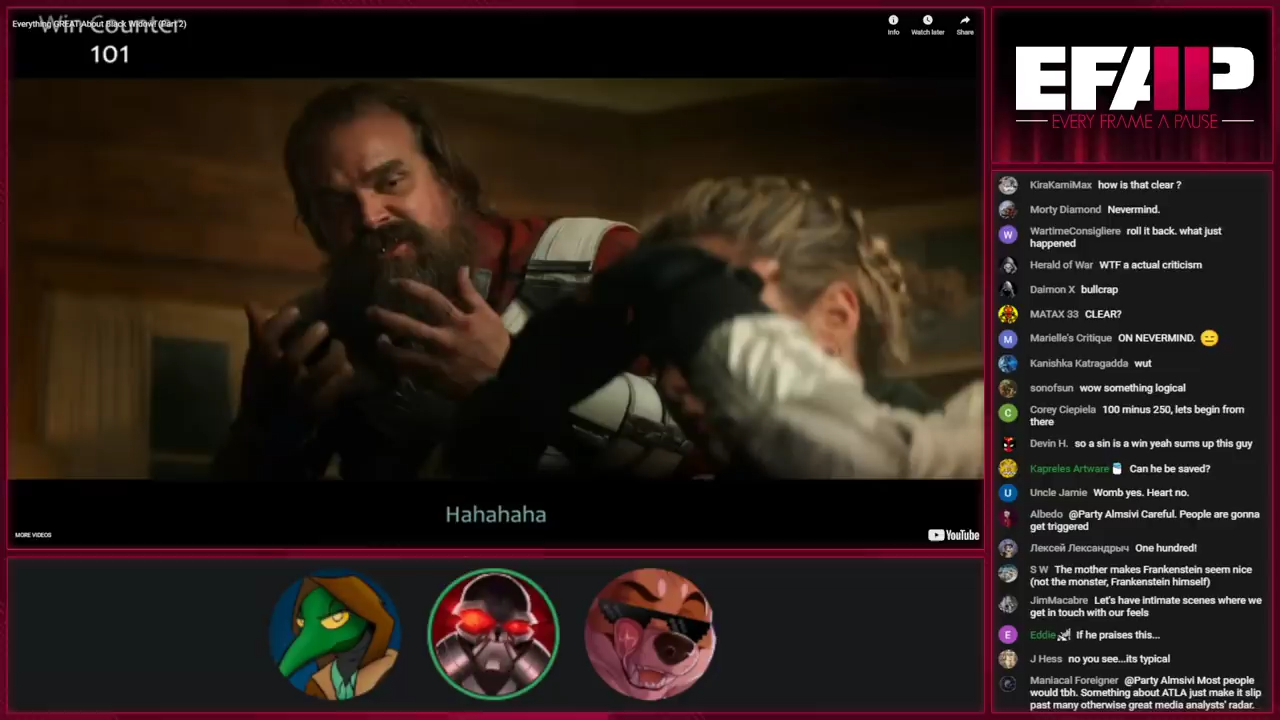 Everything GREAT About Black Widow! (Part 2)
Win Counter
101
Info
Watch later
Share
Hahahaha
MORE VIDEOS
YouTube
EFAP
EVERY FRAME A PAUSE
KiraKamiMax how is that clear ?
Morty Diamond Nevermind.
W
WartimeConsigliere roll it back. what just
happened
Herald of War WTF a actual criticism
Daimon X bullcrap
MATAX 33 CLEAR?
M
Marielle's Critique ON NEVERMIND. 😑
Kanishka Katragadda wut
sonofsun wow something logical
C
Corey Ciepiela 100 minus 250, lets begin from
there
Devin H. so a sin is a win yeah sums up this guy
Kapreles Artware Can he be saved?
U
Uncle Jamie Womb yes. Heart no.
Albedo @Party Almsivi Careful. People are gonna
get triggered
Лексей Лександрыч One hundred!
S W The mother makes Frankenstein seem nice
(not the monster, Frankenstein himself)
JimMacabre Let's have intimate scenes where we
get in touch with our feels
E
Eddie If he praises this...
J Hess no you see...its typical
Maniacal Foreigner @Party Almsivi Most people
would tbh. Something about ATLA just make it slip
past many otherwise great media analysts' radar.